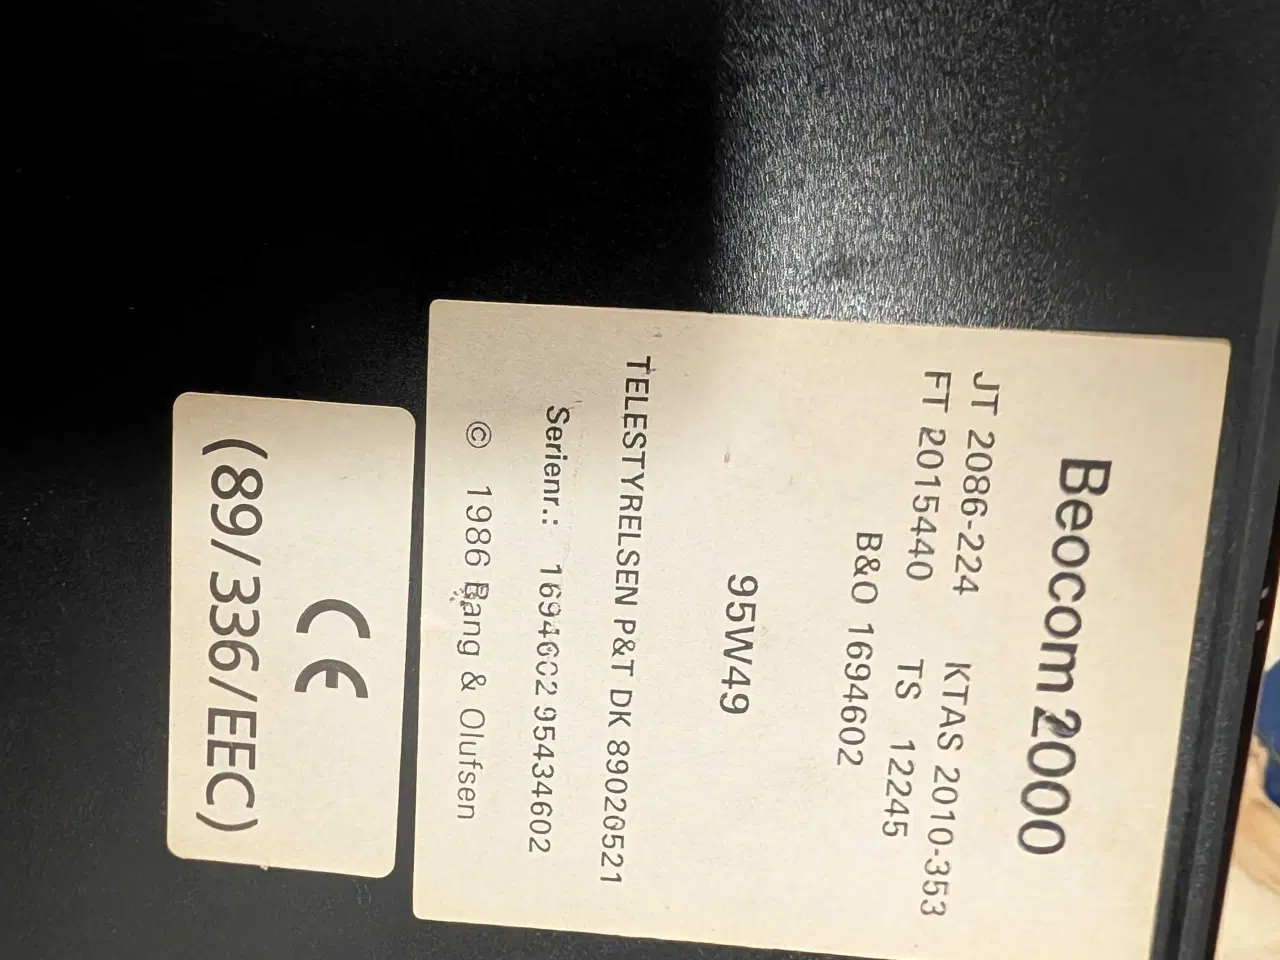 Beocom 2000
JT 2086-224 KTAS 2010-353
FT 2015440 TS 12245
B&O 1694602
95W49
TELESTYRELSEN P&T DK 89020521
Serienr.: 1694602 95434602
© 1986 Bang & Olufsen
CE
(89/336/EEC)